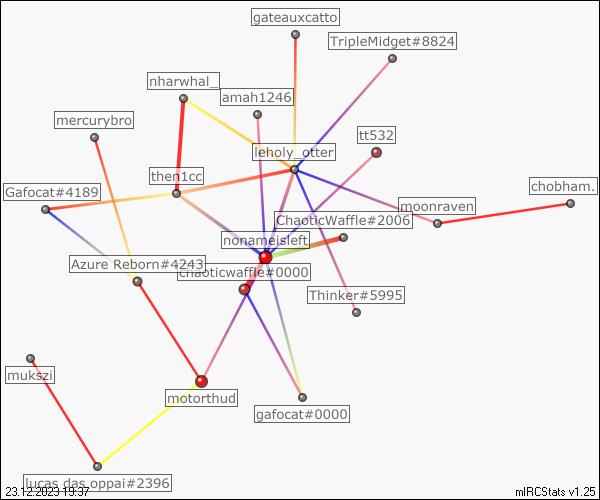 gateauxcatto
TripleMidget#8824
nharwhal_
amah1246
mercurybro
tt532
leholy_otter
then1cc
Gafocat#4189
chobham.
moonraven
ChaoticWaffle#2006
nonameisleft
Azure Reborn#4243
chaoticwaffle#0000
Thinker#5995
mukszi
motorthud
gafocat#0000
lucas das oppai#2396
23.12.2023 19:37
mIRCStats v1.25